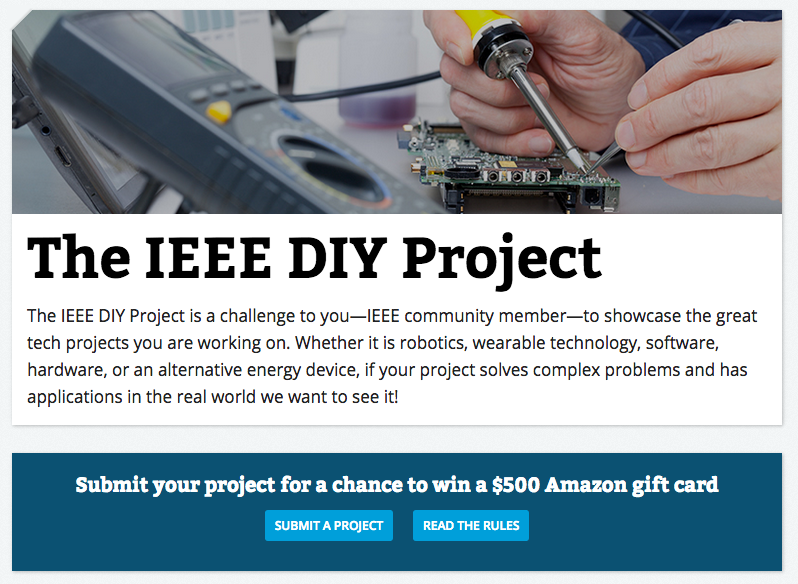 The IEEE DIY Project
The IEEE DIY Project is a challenge to you—IEEE community member—to showcase the great
tech projects you are working on. Whether it is robotics, wearable technology, software,
hardware, or an alternative energy device, if your project solves complex problems and has
applications in the real world we want to see it!
Submit your project for a chance to win a $500 Amazon gift card
SUBMIT A PROJECT
READ THE RULES